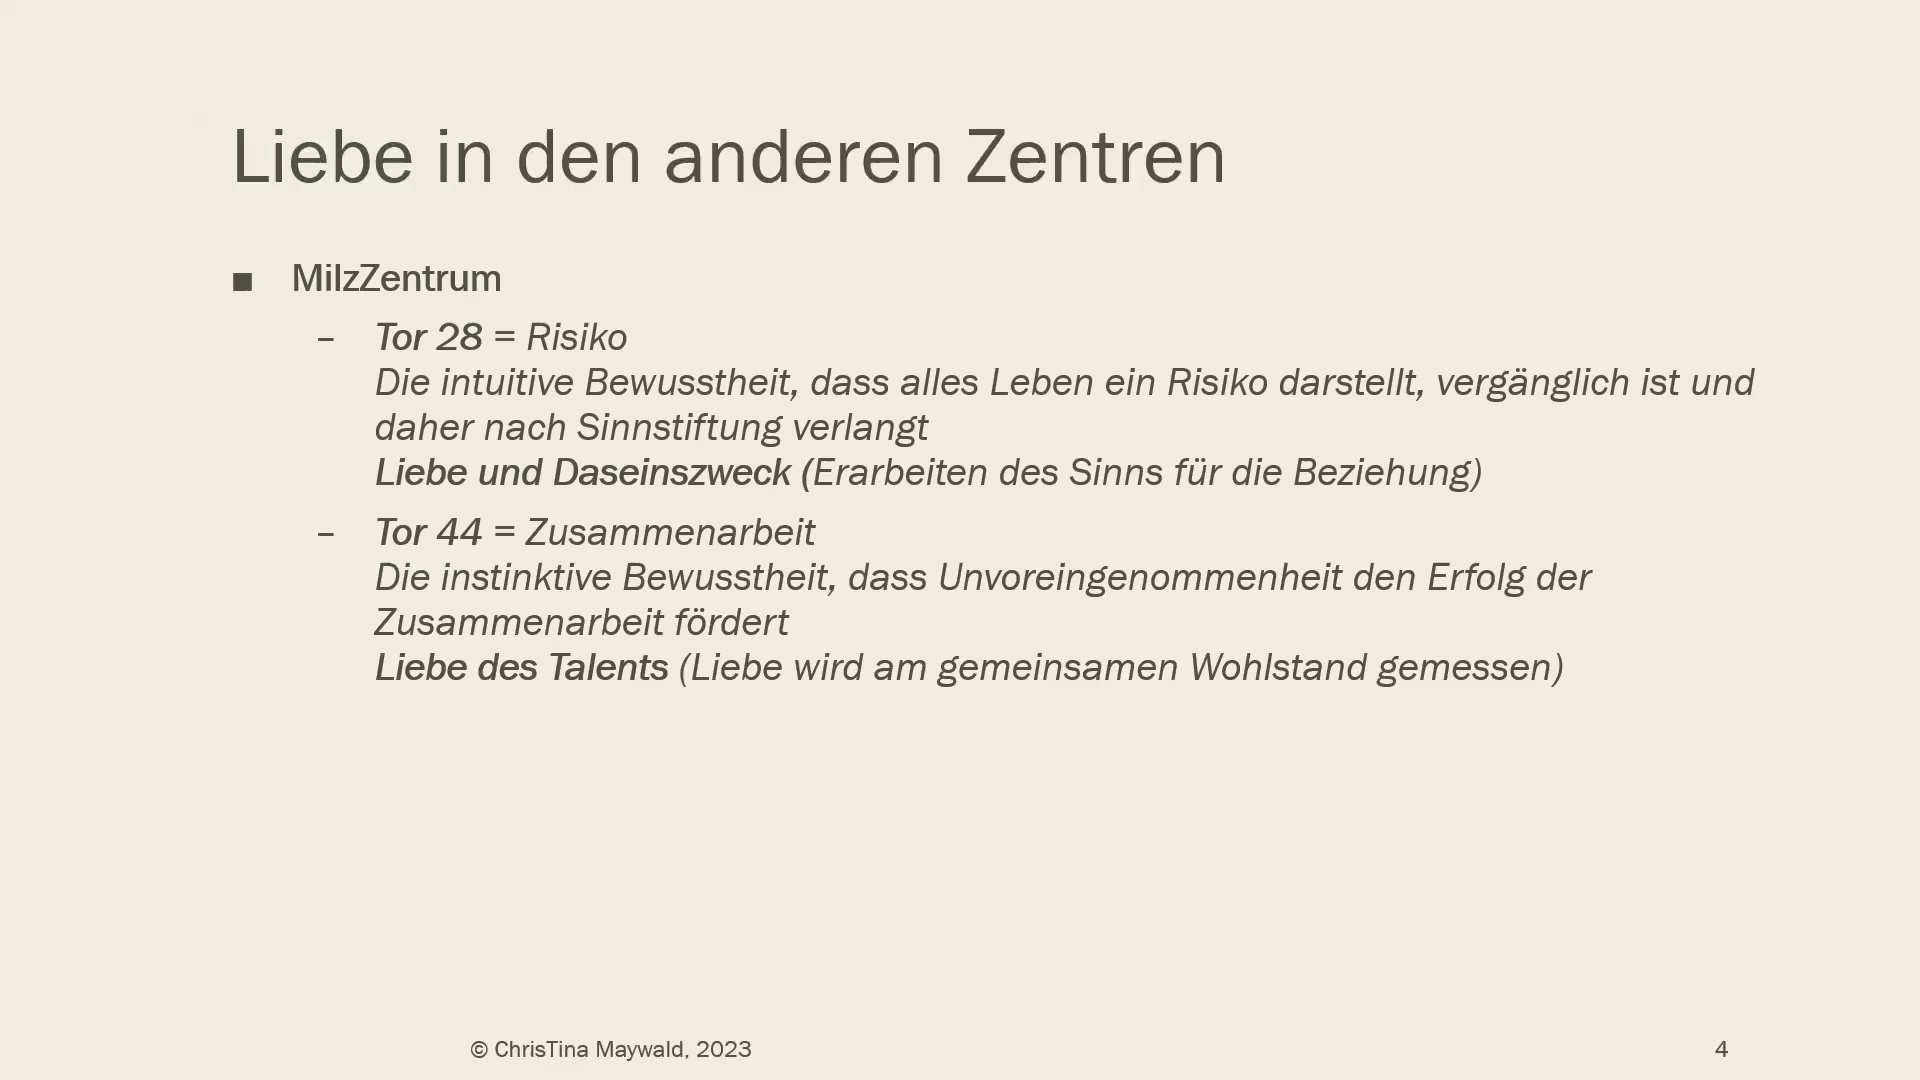 Liebe in den anderen Zentren
■ MilzZentrum
– Tor 28 = Risiko
Die intuitive Bewusstheit, dass alles Leben ein Risiko darstellt, vergänglich ist und
daher nach Sinnstiftung verlangt
Liebe und Daseinszweck (Erarbeiten des Sinns für die Beziehung)
– Tor 44 = Zusammenarbeit
Die instinktive Bewusstheit, dass Unvoreingenommenheit den Erfolg der
Zusammenarbeit fördert
Liebe des Talents (Liebe wird am gemeinsamen Wohlstand gemessen)
© ChrisTina Maywald, 2023
4